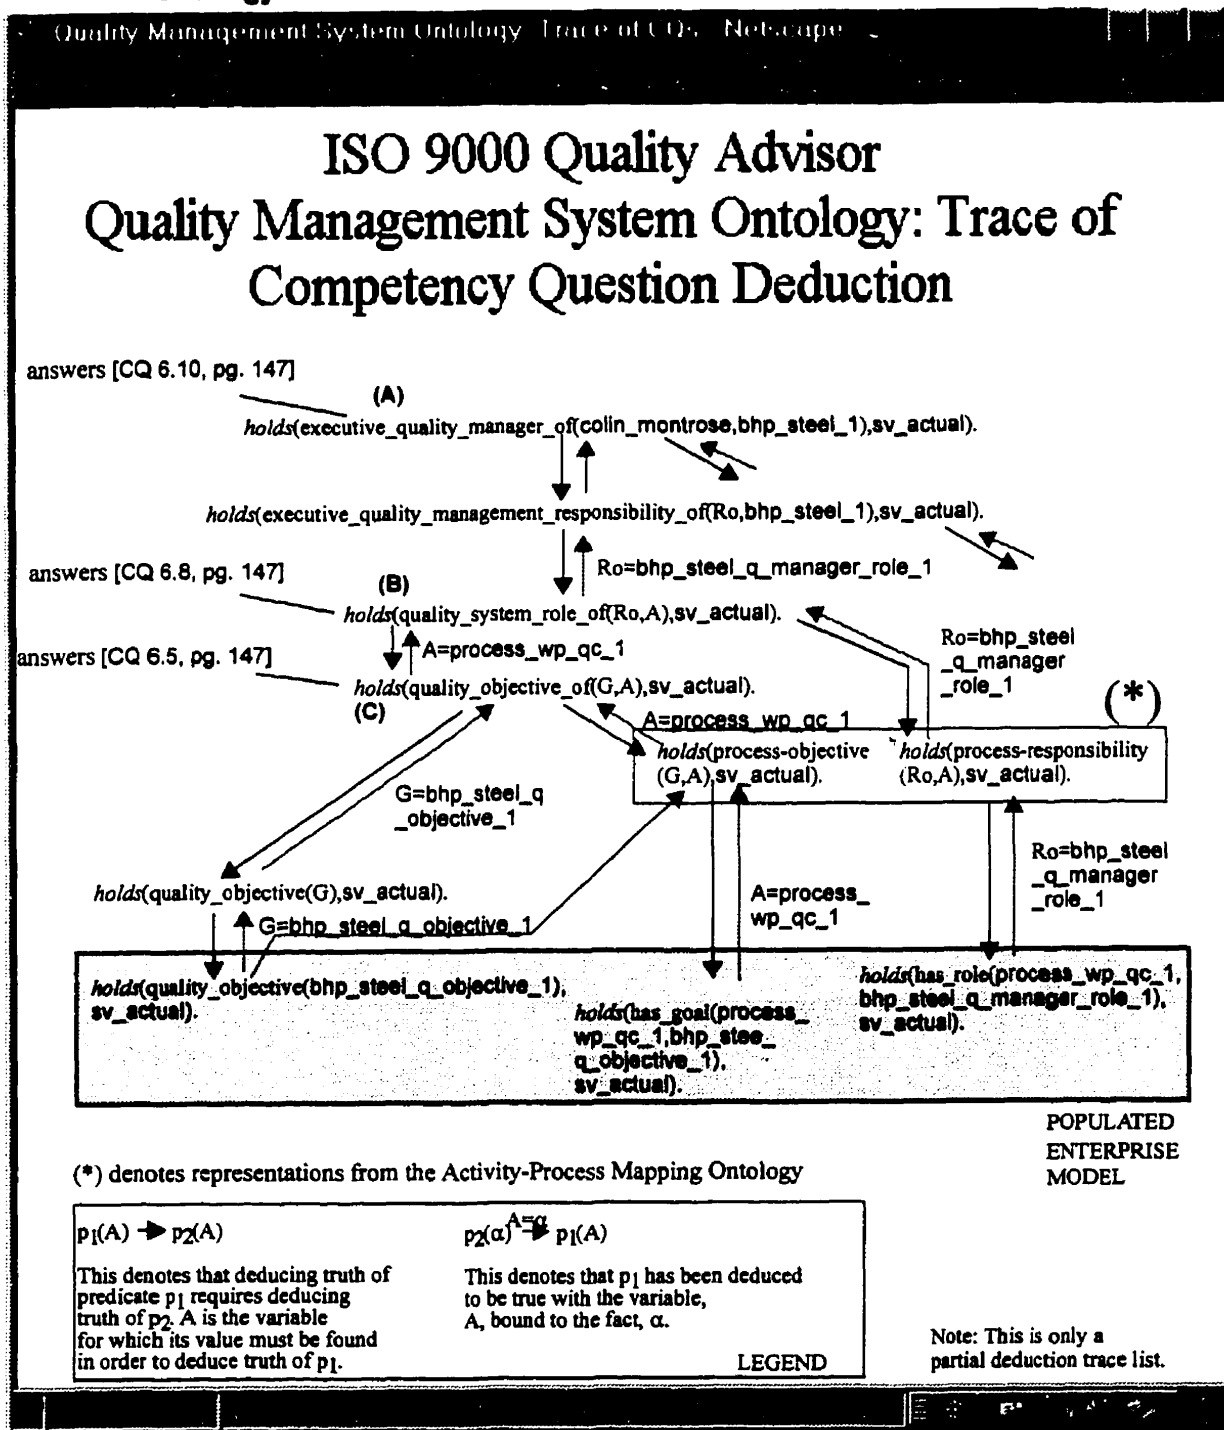 Quality Management System Ontology Trace of CQs Netscape
ISO 9000 Quality Advisor
Quality Management System Ontology: Trace of
Competency Question Deduction
answers [CQ 6.10, pg. 147]
(A)
holds(executive_quality_manager_of(colin_montrose,bhp_steel_1),sv_actual).
holds(executive_quality_management_responsibility_of(Ro,bhp_steel_1),sv_actual).
Ro=bhp_steel_q_manager_role_1
answers [CQ 6.8, pg. 147]
(B)
holds(quality_system_role_of(Ro,A),sv_actual).
A=process_wp_qc_1
answers [CQ 6.5, pg. 147]
holds(quality_objective_of(G,A),sv_actual).
(C)
Ro=bhp_steel
_q_manager
_role_1
(*)
A=process_wp_qc_1
holds(process-objective
(G,A),sv_actual).
holds(process-responsibility
(Ro,A),sv_actual).
G=bhp_steel_q
_objective_1
Ro=bhp_steel
_q_manager
_role_1
A=process_
wp_qc_1
holds(quality_objective(G),sv_actual).
G=bhp_steel_q_objective_1
holds(quality_objective(bhp_steel_q_objective_1),
sv_actual).
holds(has_goal(process_
wp_qc_1,bhp_stee_
q_objective_1),
sv_actual).
holds(has_role(process_wp_qc_1,
bhp_steel_q_manager_role_1),
sv_actual).
POPULATED
ENTERPRISE
MODEL
(*) denotes representations from the Activity-Process Mapping Ontology
p1(A) → p2(A)
This denotes that deducing truth of
predicate p1 requires deducing
truth of p2. A is the variable
for which its value must be found
in order to deduce truth of p1.
A=α
p2(α) → p1(A)
This denotes that p1 has been deduced
to be true with the variable,
A, bound to the fact, α.
LEGEND
Note: This is only a
partial deduction trace list.